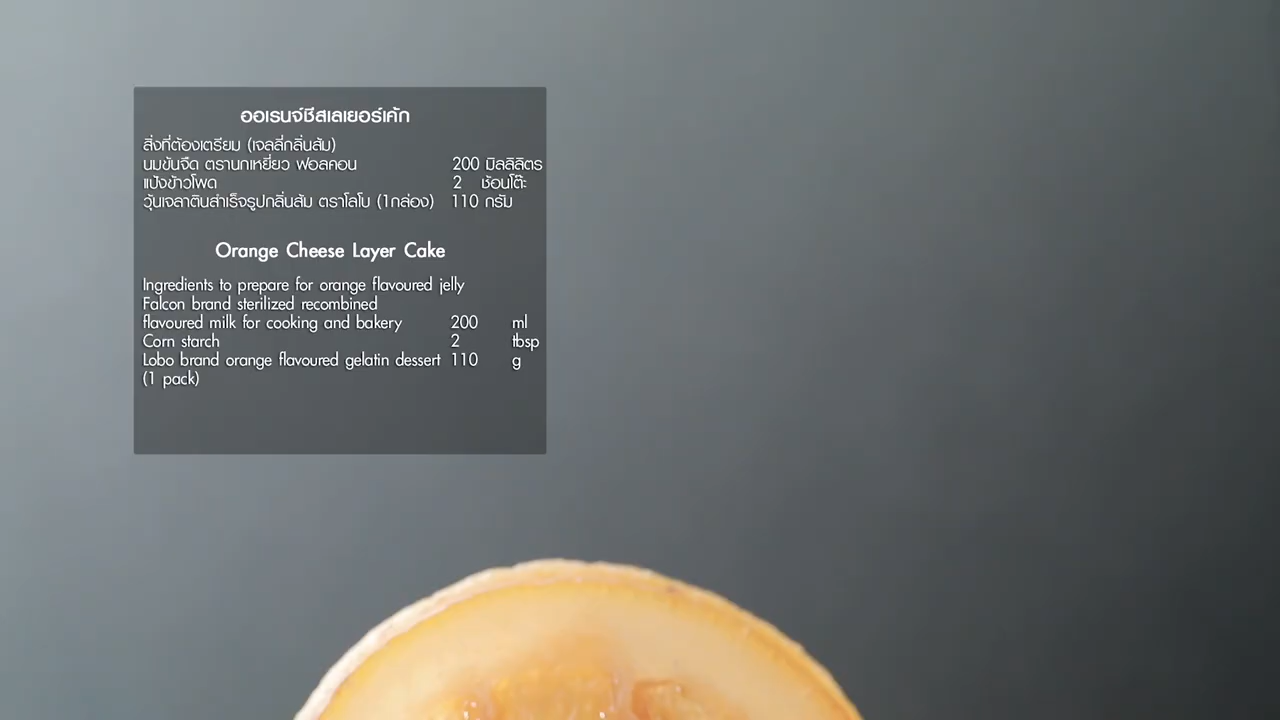 ออเรนจ์ชีสเลเยอร์เค้ก
สิ่งที่ต้องเตรียม (เจลลี่กลิ่นส้ม)
นมข้นจืด ตรานกเหยี่ยว ฟอลคอน 200 มิลลิลิตร
แป้งข้าวโพด 2 ช้อนโต๊ะ
วุ้นเจลาตินสำเร็จรูปกลิ่นส้ม ตราโลโบ (1กล่อง) 110 กรัม
Orange Cheese Layer Cake
Ingredients to prepare for orange flavoured jelly
Falcon brand sterilized recombined
flavoured milk for cooking and bakery 200 ml
Corn starch 2 tbsp
Lobo brand orange flavoured gelatin dessert 110 g
(1 pack)